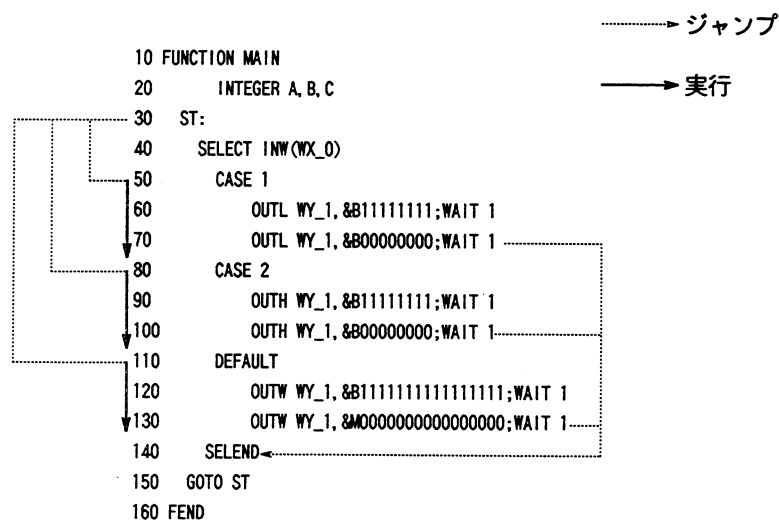 ジャンプ
10 FUNCTION MAIN
20 INTEGER A,B,C
実行
30 ST:
40 SELECT INW(WX_0)
50 CASE 1
60 OUTL WY_1,&B11111111;WAIT 1
70 OUTL WY_1,&B00000000;WAIT 1
80 CASE 2
90 OUTH WY_1,&B11111111;WAIT 1
100 OUTH WY_1,&B00000000;WAIT 1
110 DEFAULT
120 OUTW WY_1,&B1111111111111111;WAIT 1
130 OUTW WY_1,&M0000000000000000;WAIT 1
140 SELEND
150 GOTO ST
160 FEND